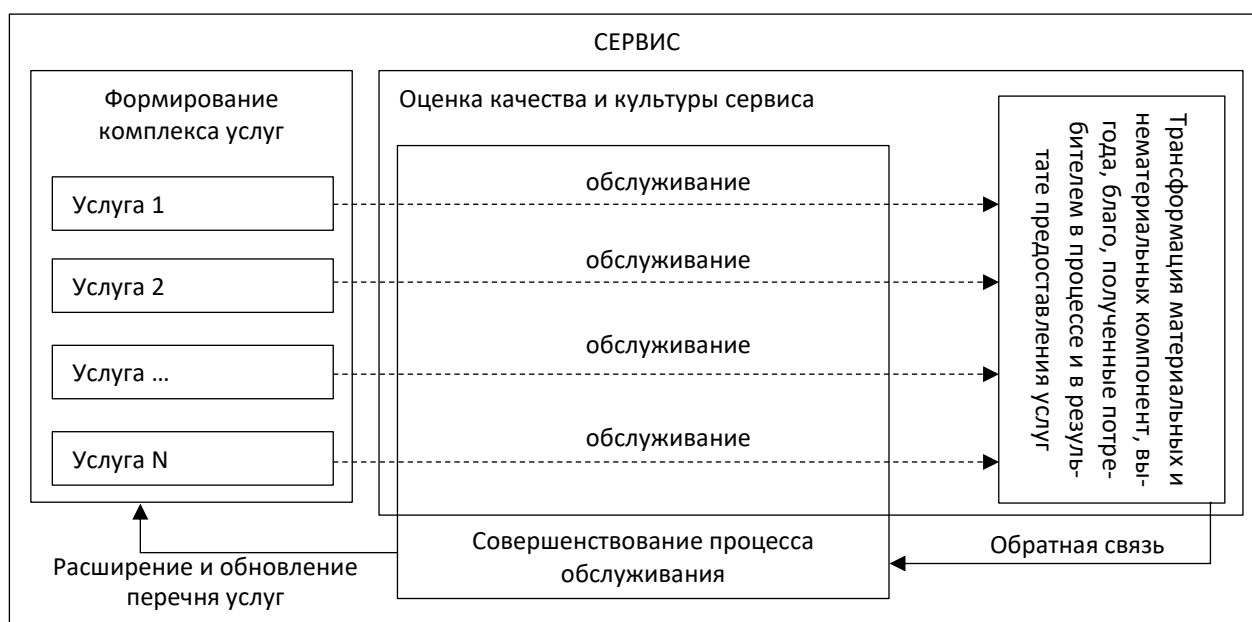 СЕРВИС
Формирование
комплекса услуг
Услуга 1
Услуга 2
Услуга ...
Услуга N
Оценка качества и культуры сервиса
обслуживание
обслуживание
обслуживание
обслуживание
Трансформация материальных и
нематериальных компонент, вы-
года, благо, полученные потре-
бителем в процессе и в резуль-
тате предоставления услуг
Совершенствование процесса
обслуживания
Обратная связь
Расширение и обновление
перечня услуг